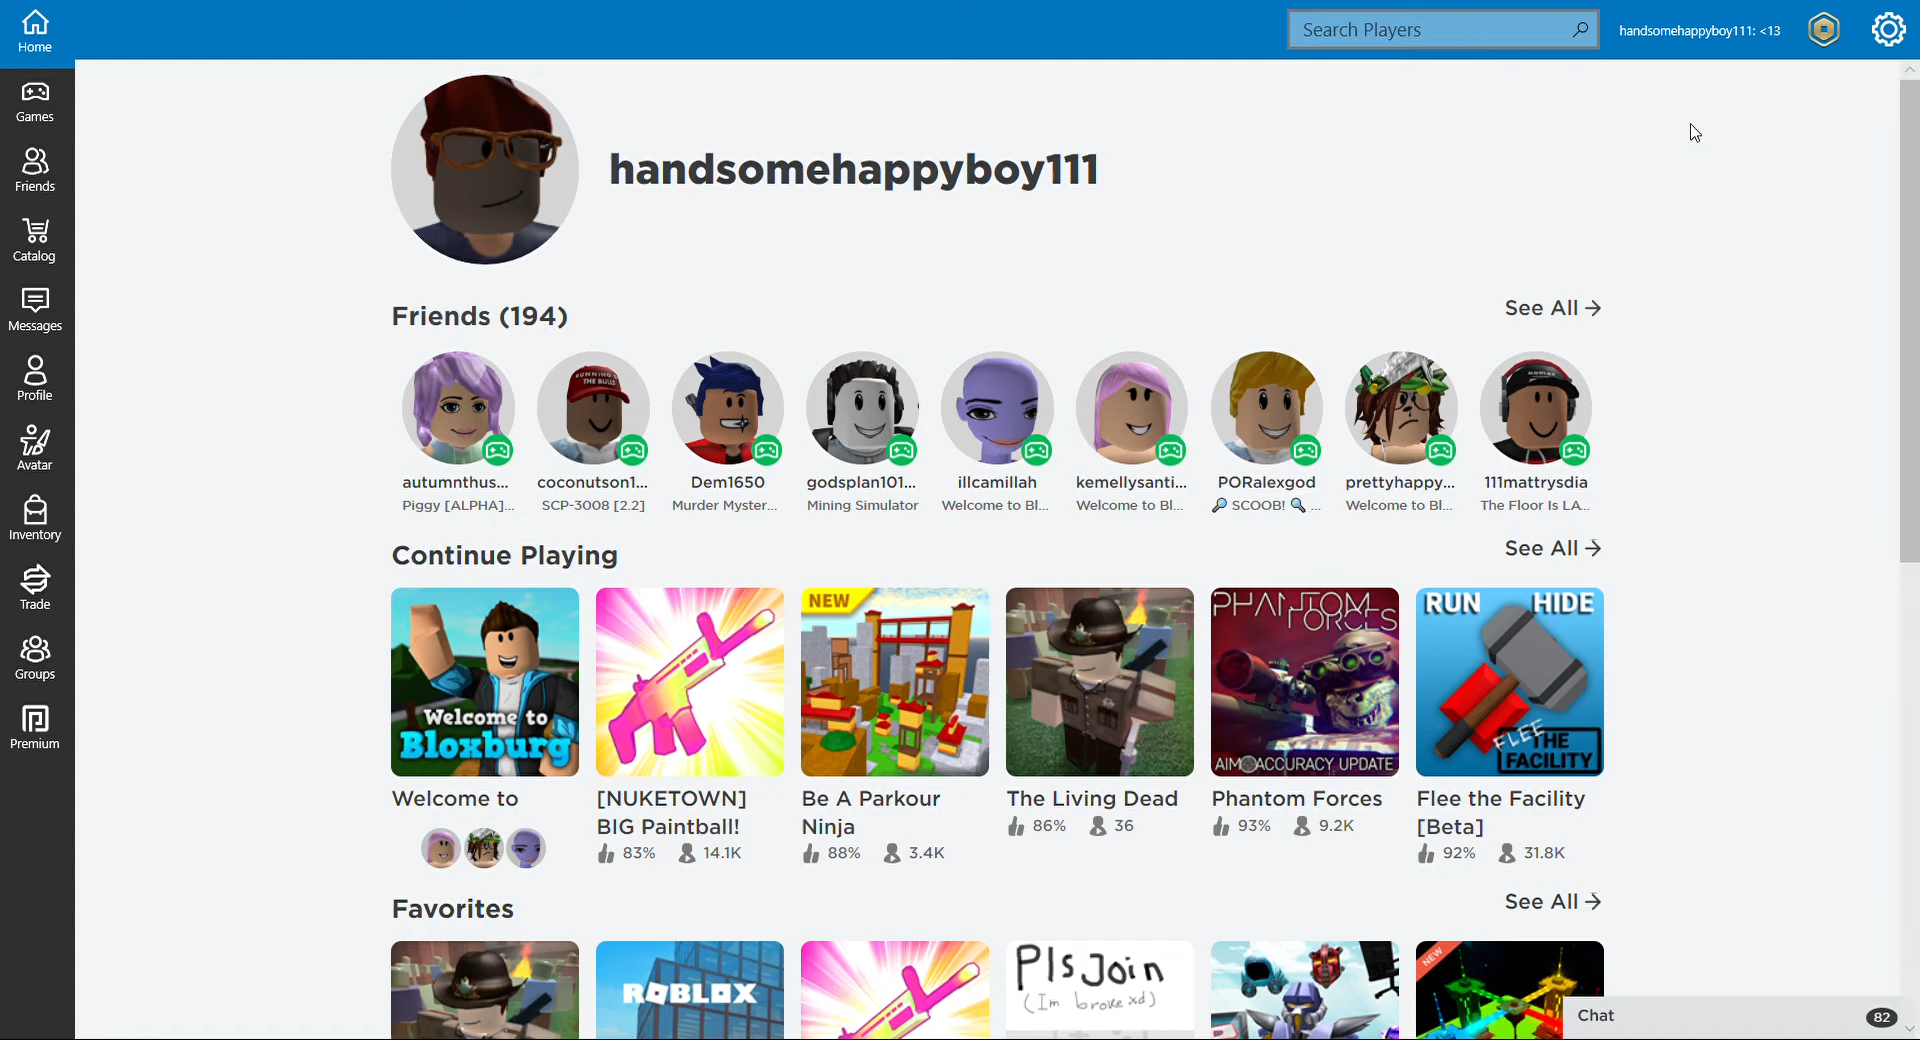 Home
Search Players
handsomehappyboy111: <13
Games
Friends
Catalog
Messages
Profile
Avatar
Inventory
Trade
Groups
Premium
handsomehappyboy111
Friends (194)
See All
autumnthus...
Piggy [ALPHA]...
coconutson1...
SCP-3008 [2.2]
Dem1650
Murder Myster...
godsplan101...
Mining Simulator
illcamillah
Welcome to Bl...
kemellysanti...
Welcome to Bl...
PORalexgod
🔎 SCOOB! 🔍 ...
prettyhappy...
Welcome to Bl...
111mattrysdia
The Floor Is LA...
RUNNING
THE BULLS
Continue Playing
See All
Welcome to
Bloxburg
NEW
PHANTOM
FORCES
AIM ACCURACY UPDATE
RUN HIDE
FLEE
THE
FACILITY
Welcome to
[NUKETOWN]
BIG Paintball!
83% 14.1K
Be A Parkour
Ninja
88% 3.4K
The Living Dead
86% 36
Phantom Forces
93% 9.2K
Flee the Facility
[Beta]
92% 31.8K
Favorites
See All
ROBLOX
Pls Join
(Im broke xd)
NEW
Chat
82